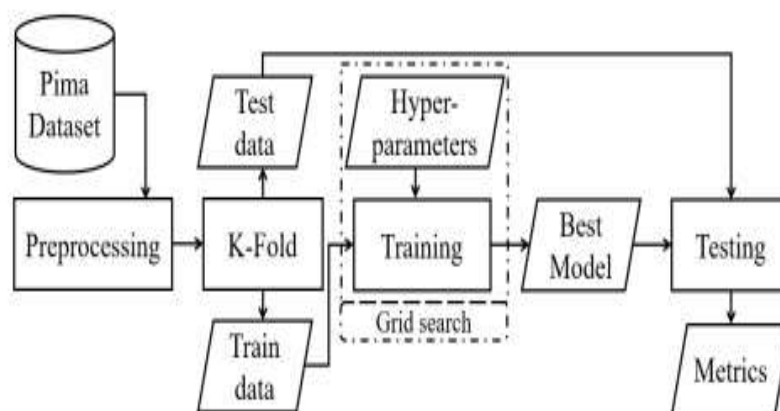 Pima
Dataset
Test
data
Hyper-
parameters
Preprocessing
K-Fold
Training
Best
Model
Testing
Grid search
Train
data
Metrics